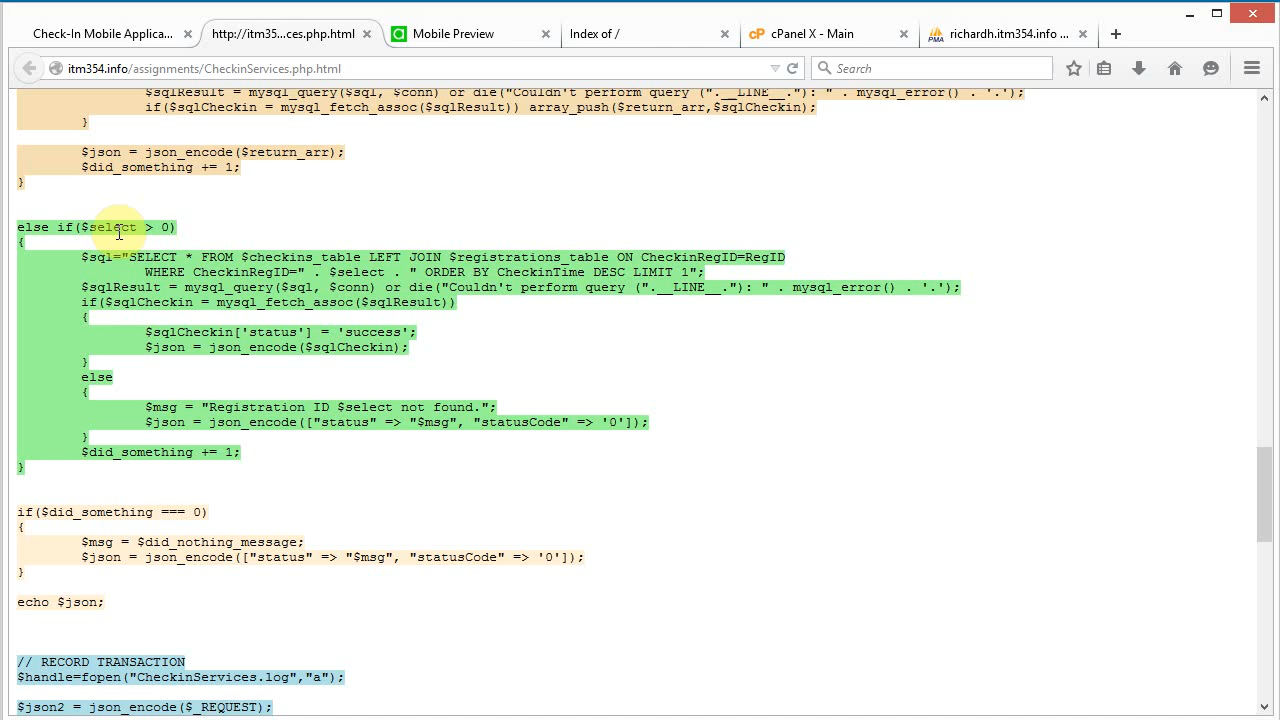 Check-In Mobile Applica...
http://itm35...ces.php.html
a Mobile Preview
Index of /
cP cPanel X - Main
PMA richardh.itm354.info ...
itm354.info/assignments/CheckinServices.php.html
Search
$sqlResult = mysql_query($sql, $conn) or die("Couldn't perform query (".__LINE__."): " . mysql_error() . '.');
if($sqlCheckin = mysql_fetch_assoc($sqlResult)) array_push($return_arr,$sqlCheckin);
}
$json = json_encode($return_arr);
$did_something += 1;
}
else if($select > 0)
{
$sql="SELECT * FROM $checkins_table LEFT JOIN $registrations_table ON CheckinRegID=RegID
WHERE CheckinRegID=" . $select . " ORDER BY CheckinTime DESC LIMIT 1";
$sqlResult = mysql_query($sql, $conn) or die("Couldn't perform query (".__LINE__."): " . mysql_error() . '.');
if($sqlCheckin = mysql_fetch_assoc($sqlResult))
{
$sqlCheckin['status'] = 'success';
$json = json_encode($sqlCheckin);
}
else
{
$msg = "Registration ID $select not found.";
$json = json_encode(["status" => "$msg", "statusCode" => '0']);
}
$did_something += 1;
}
if($did_something === 0)
{
$msg = $did_nothing_message;
$json = json_encode(["status" => "$msg", "statusCode" => '0']);
}
echo $json;
// RECORD TRANSACTION
$handle=fopen("CheckinServices.log","a");
$json2 = json_encode($_REQUEST);